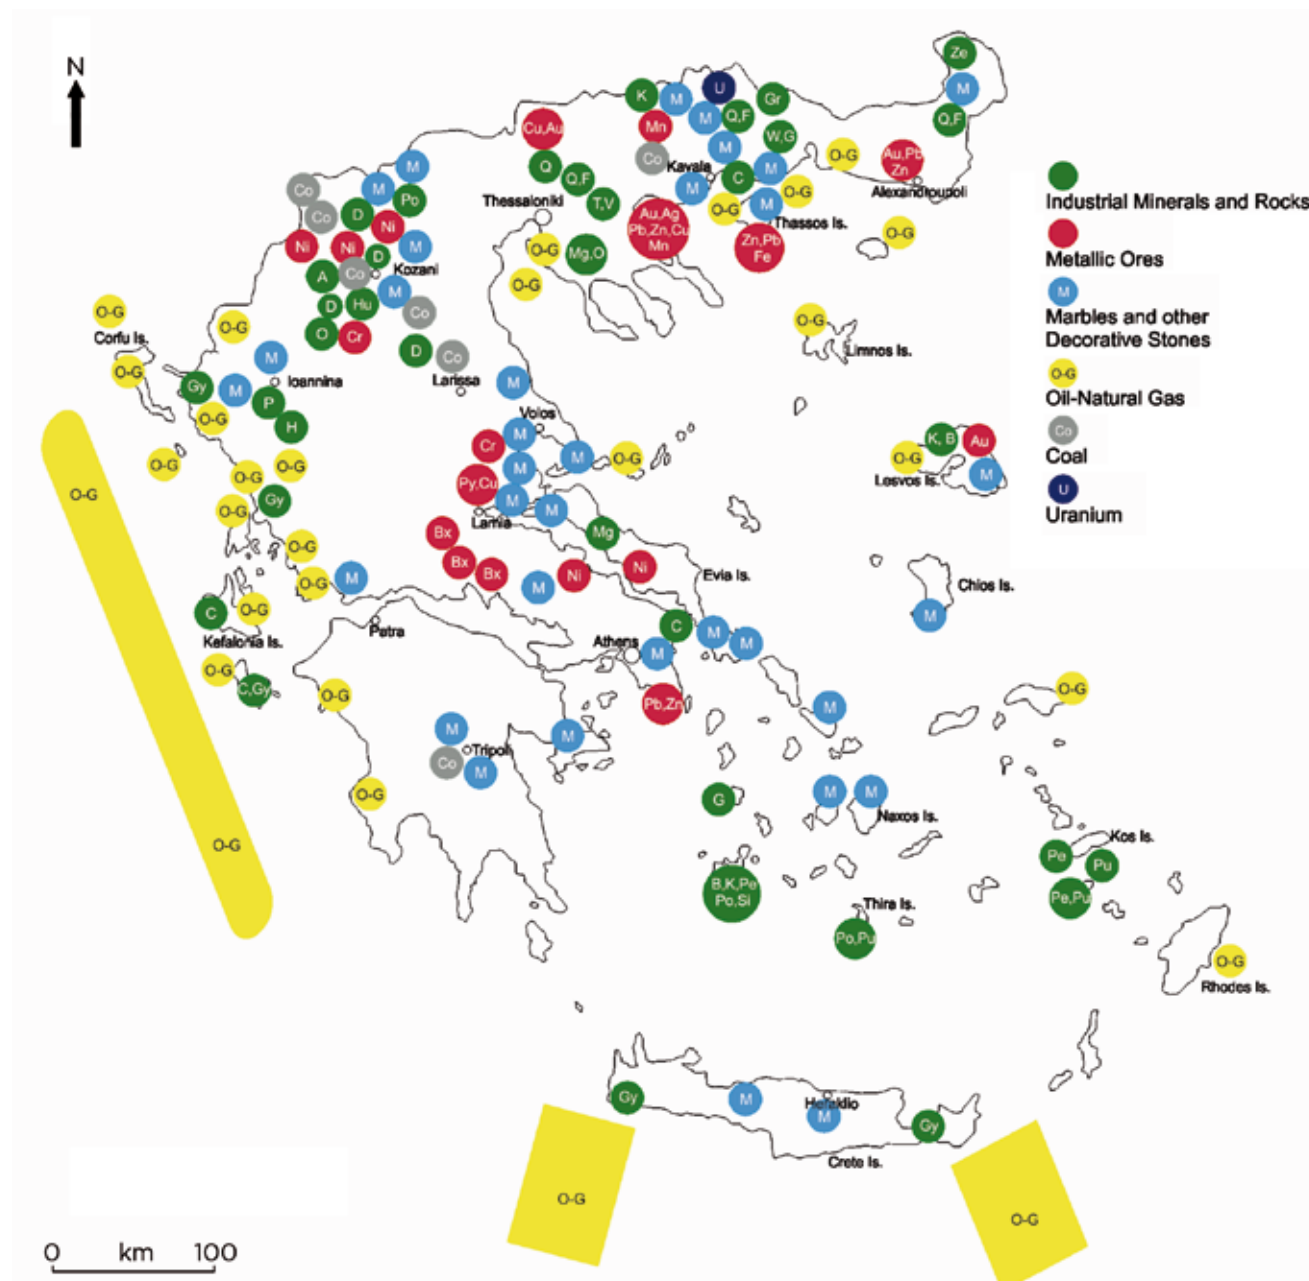 N
Ze
U
K
M
M
Gr
M
Q,F
Q,F
Cu,Au
Mn
W,G
M
Co
Kavala
O-G
Au,Pb
Zn
Alexandroupoli
Q
Q,F
T,V
M
C
M
O-G
O-G
M
Thassos Is.
Thessaloniki
Au,Ag
Pb,Zn,Cu
Mn
Zn,Pb
Fe
O-G
Co
M
M
Po
Co
D
Ni
Ni
Ni
M
D
A
Co
Kozani
O-G
Mg,O
O-G
D
Hu
M
Co
O
Cr
D
Co
Larissa
O-G
Limnos Is.
O-G
Corfu Is.
O-G
O-G
M
Ioannina
Gy
M
P
O-G
H
M
Volos
Cr
M
M
M
O-G
Py,Cu
M
M
Lamia
O-G
O-G
O-G
O-G
Gy
O-G
O-G
O-G
M
Bx
Bx
Bx
M
Ni
Mg
Ni
Evia Is.
K, B
Au
O-G
M
Lesvos Is.
Chios Is.
M
C
O-G
Kefalonia Is.
Patra
O-G
C,Gy
O-G
Athens
C
M
M
M
Pb,Zn
M
O-G
M
Tripoli
Co
M
M
O-G
O-G
G
M
M
Naxos Is.
Kos Is.
Pe
Pu
Pe,Pu
B,K,Pe
Po,Si
Thira Is.
Po,Pu
O-G
Rhodes Is.
Gy
M
Heraklio
M
Gy
Crete Is.
O-G
O-G
Industrial Minerals and Rocks
Metallic Ores
M
Marbles and other
Decorative Stones
O-G
Oil-Natural Gas
Co
Coal
U
Uranium
0 km 100